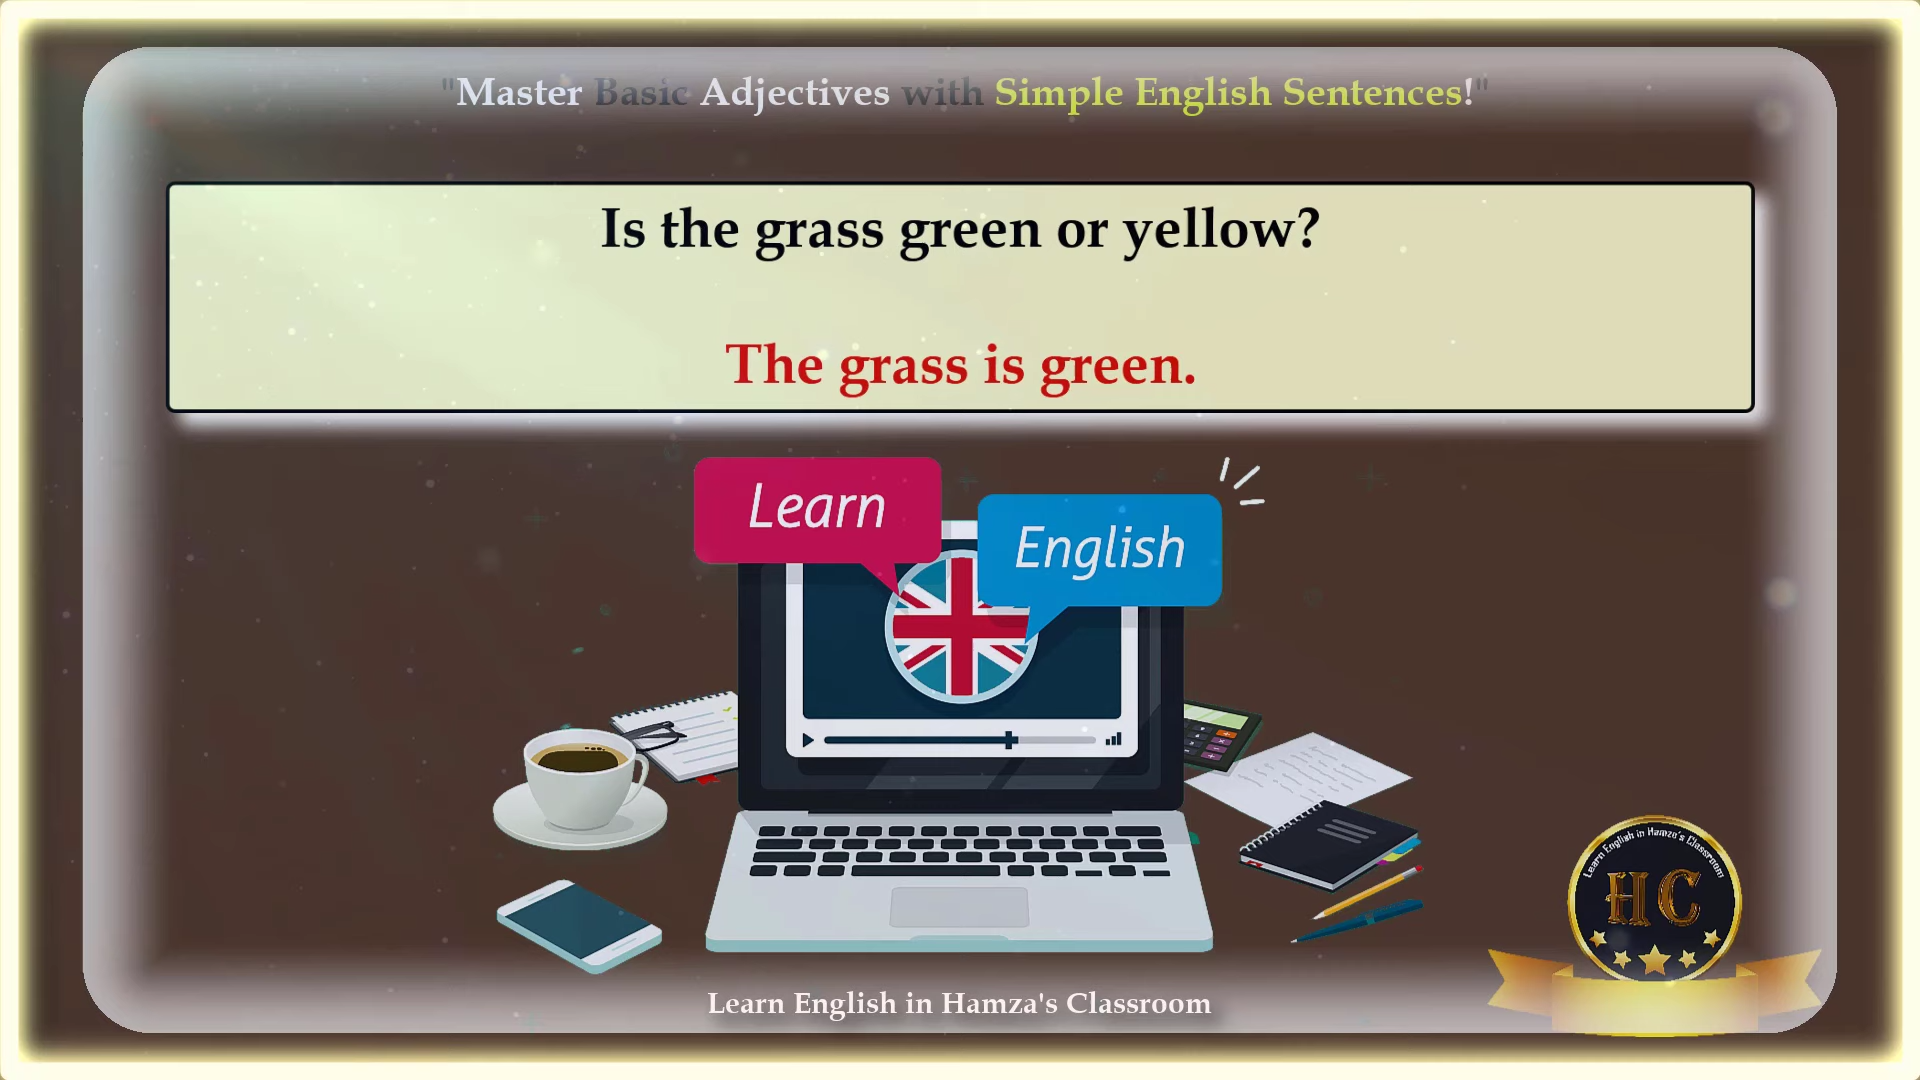 "Master Basic Adjectives with Simple English Sentences!"
Is the grass green or yellow?
The grass is green.
Learn
English
Learn English in Hamza's Classroom
HC
Learn English in Hamza's Classroom